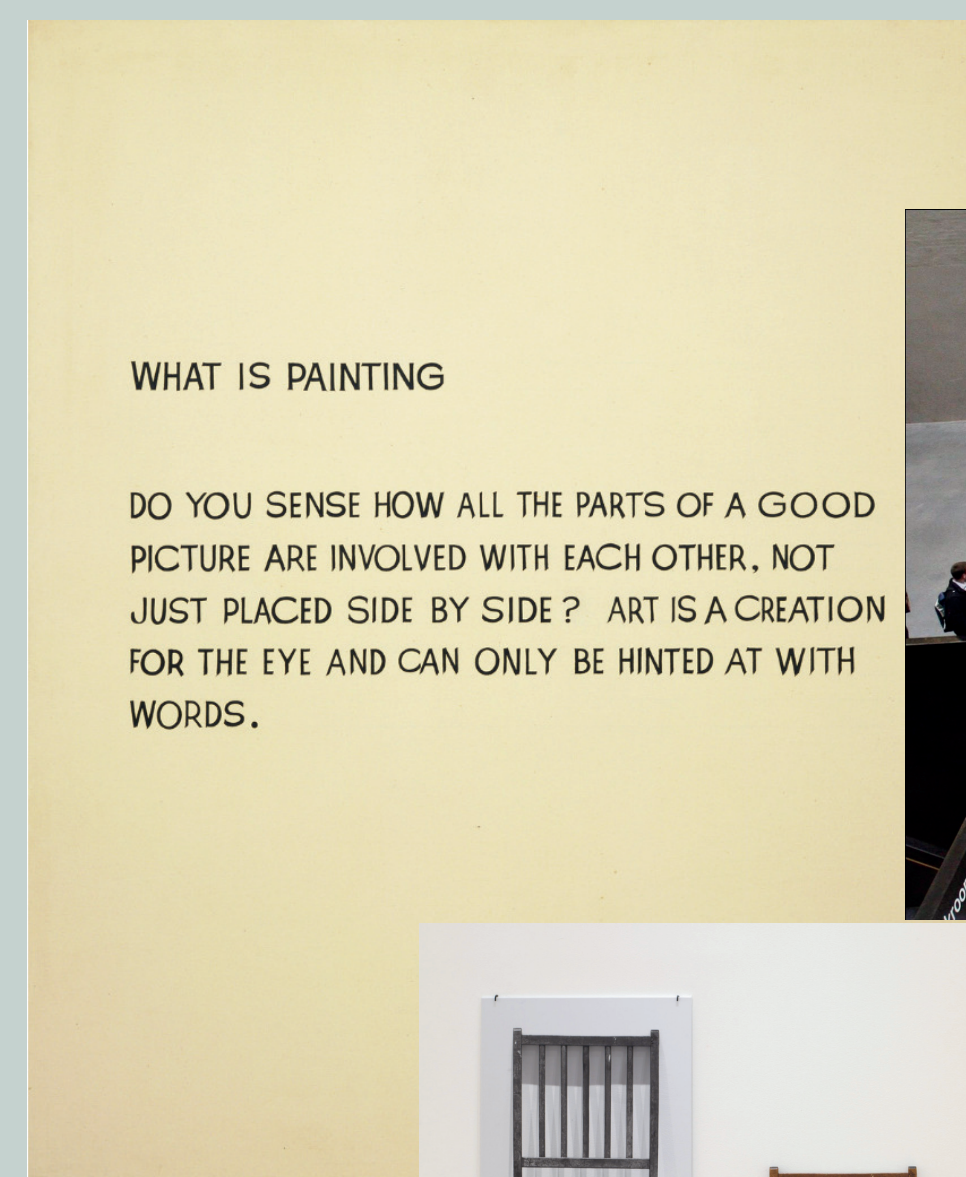 WHAT IS PAINTING
DO YOU SENSE HOW ALL THE PARTS OF A GOOD
PICTURE ARE INVOLVED WITH EACH OTHER, NOT
JUST PLACED SIDE BY SIDE? ART IS A CREATION
FOR THE EYE AND CAN ONLY BE HINTED AT WITH
WORDS.